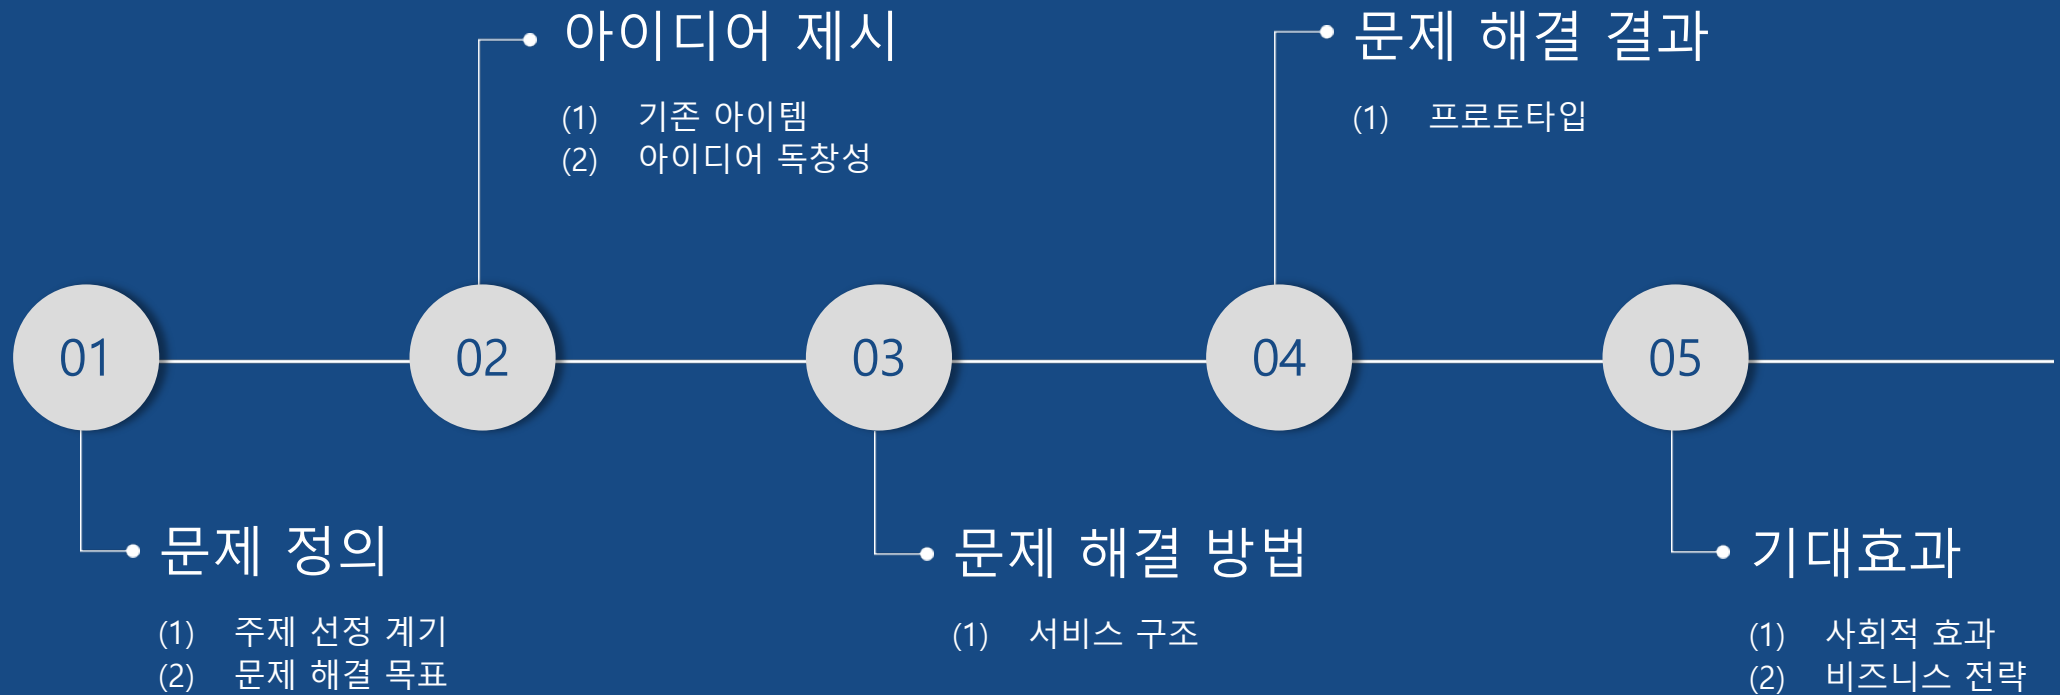 01
문제 정의
(1) 주제 선정 계기
(2) 문제 해결 목표
02
아이디어 제시
(1) 기존 아이템
(2) 아이디어 독창성
03
문제 해결 방법
(1) 서비스 구조
04
문제 해결 결과
(1) 프로토타입
05
기대효과
(1) 사회적 효과
(2) 비즈니스 전략